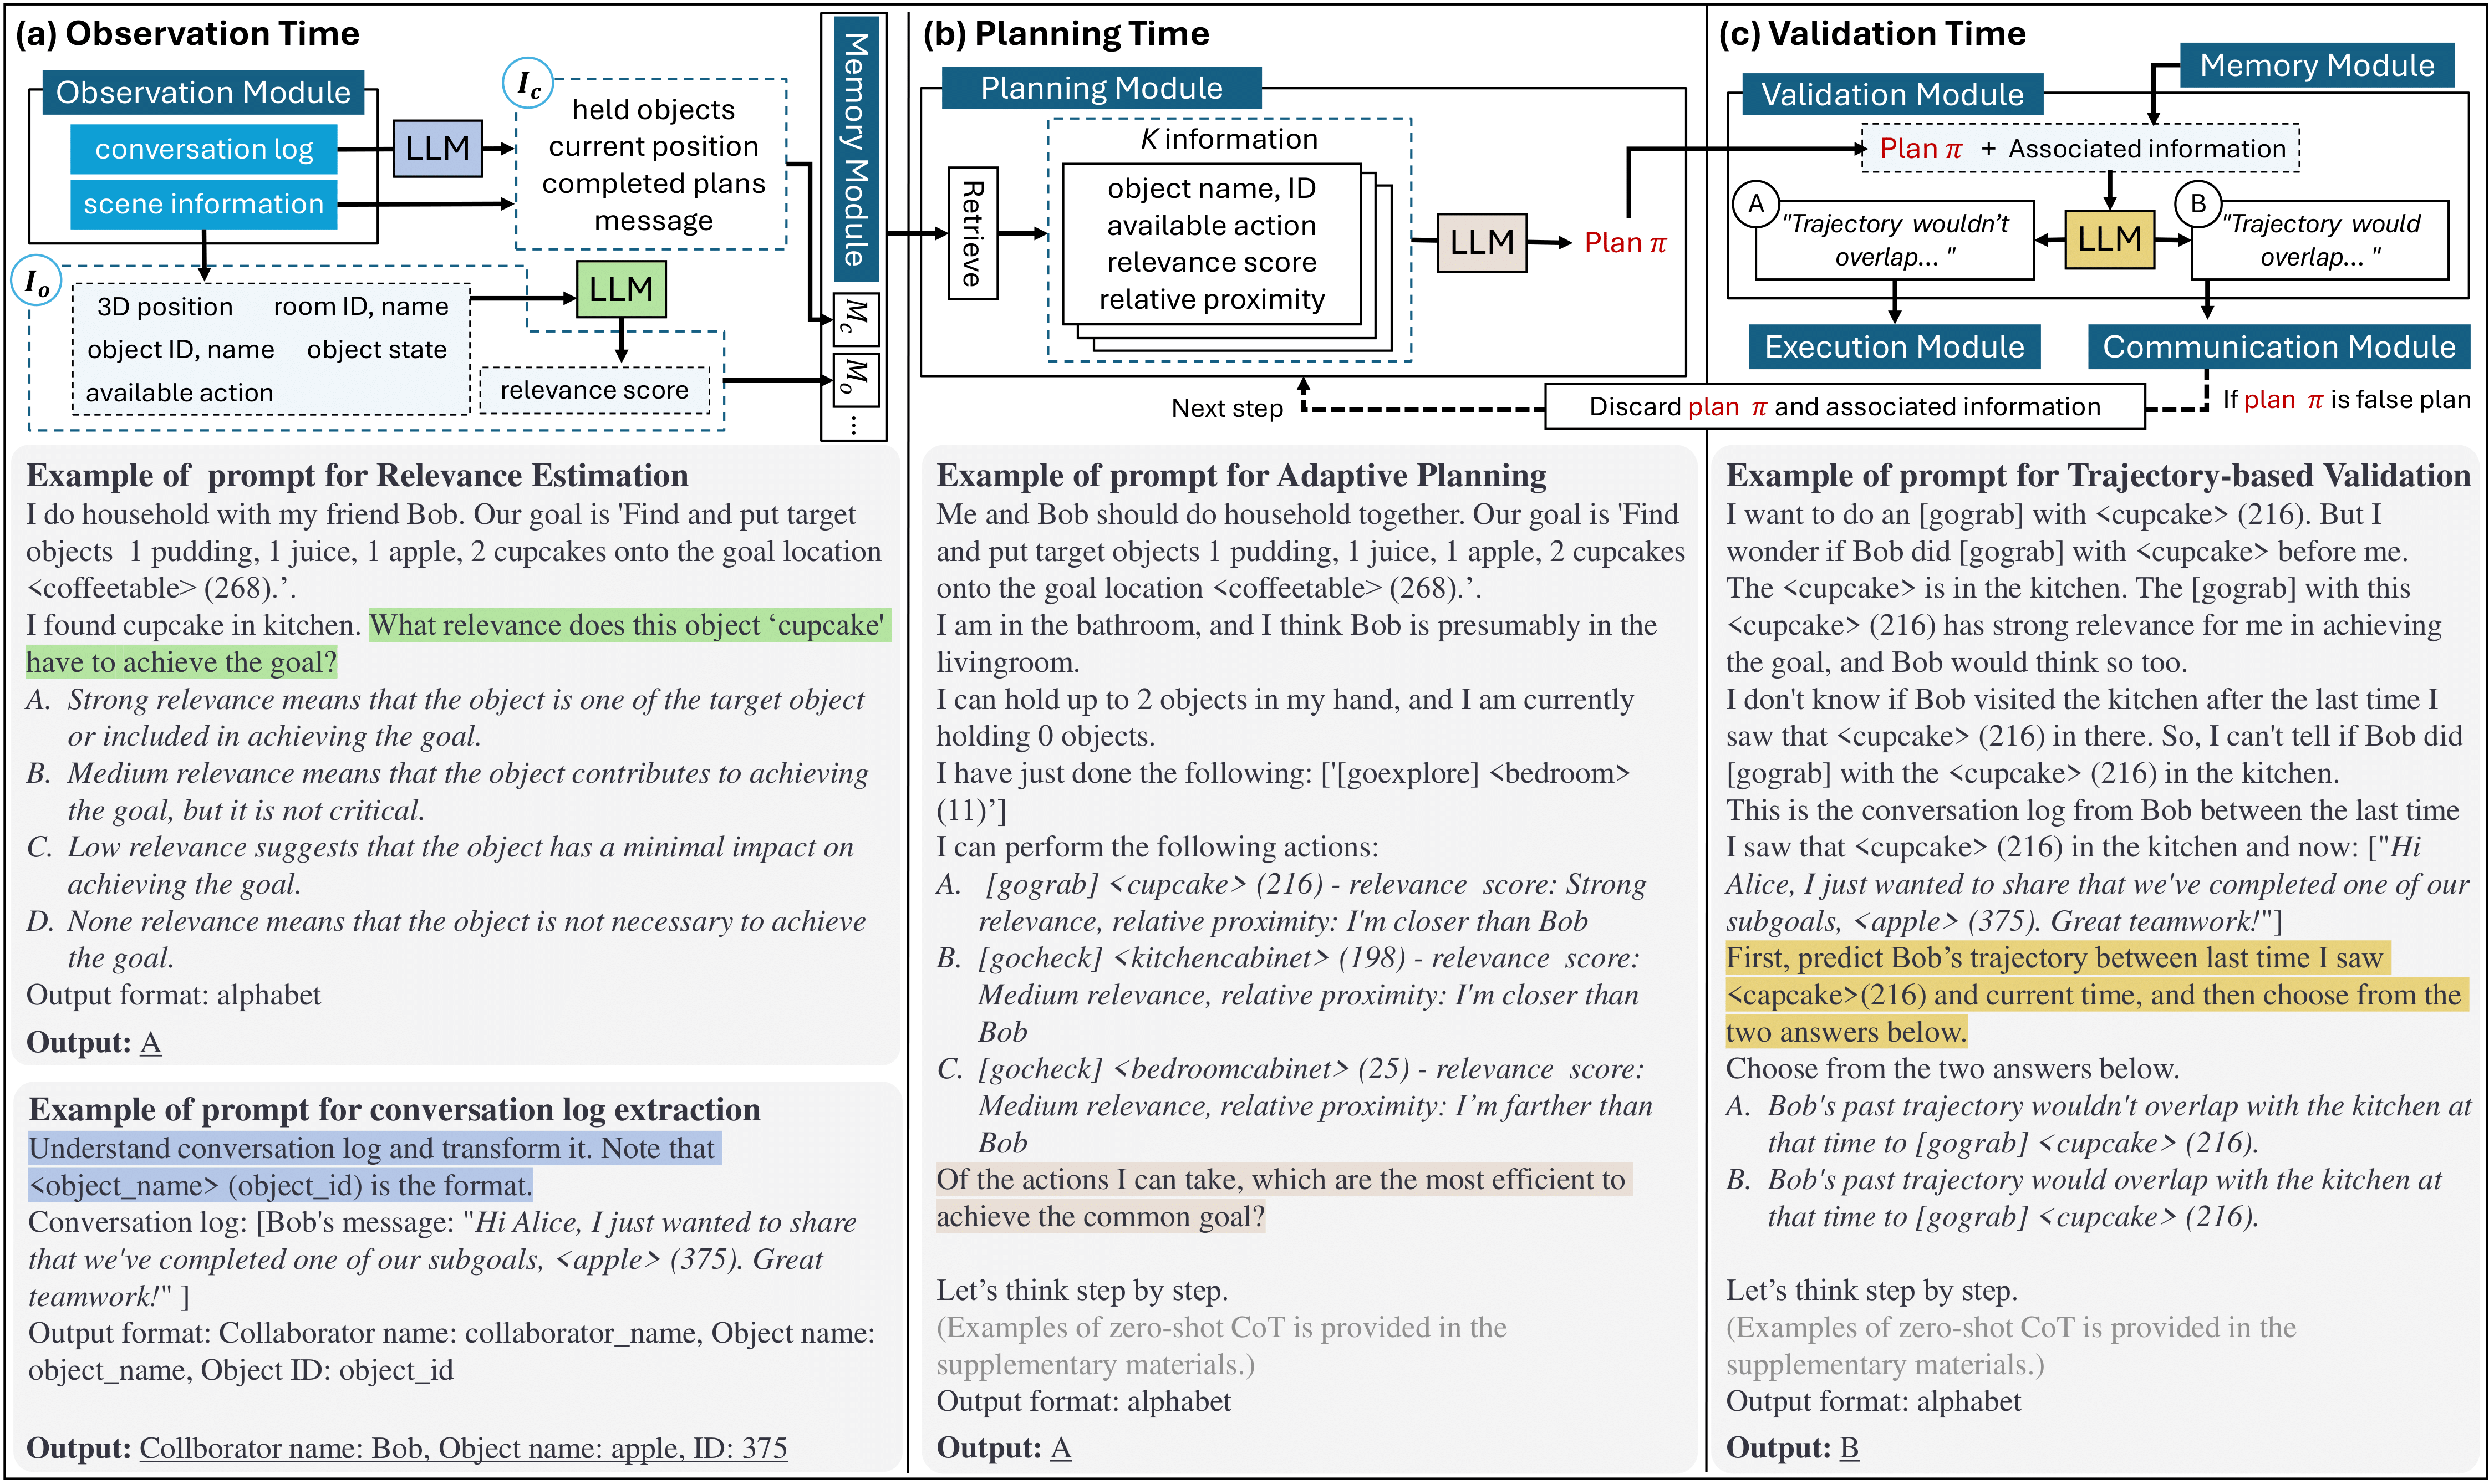 (a) Observation Time
Observation Module
conversation log
scene information
LLM
I_c
held objects
current position
completed plans
message
I_o
3D position room ID, name
object ID, name object state
available action
LLM
relevance score
Memory Module
M_c
M_o
...
Example of prompt for Relevance Estimation
I do household with my friend Bob. Our goal is 'Find and put target
objects 1 pudding, 1 juice, 1 apple, 2 cupcakes onto the goal location
<coffeetable> (268).’.
I found cupcake in kitchen. What relevance does this object ‘cupcake'
have to achieve the goal?
A. Strong relevance means that the object is one of the target object
or included in achieving the goal.
B. Medium relevance means that the object contributes to achieving
the goal, but it is not critical.
C. Low relevance suggests that the object has a minimal impact on
achieving the goal.
D. None relevance means that the object is not necessary to achieve
the goal.
Output format: alphabet
Output: A
Example of prompt for conversation log extraction
Understand conversation log and transform it. Note that
<object_name> (object_id) is the format.
Conversation log: [Bob's message: "Hi Alice, I just wanted to share
that we've completed one of our subgoals, <apple> (375). Great
teamwork!" ]
Output format: Collaborator name: collaborator_name, Object name:
object_name, Object ID: object_id
Output: Collborator name: Bob, Object name: apple, ID: 375
(b) Planning Time
Planning Module
Retrieve
K information
object name, ID
available action
relevance score
relative proximity
LLM
Plan π
Next step
Discard plan π and associated information
Example of prompt for Adaptive Planning
Me and Bob should do household together. Our goal is 'Find
and put target objects 1 pudding, 1 juice, 1 apple, 2 cupcakes
onto the goal location <coffeetable> (268).’.
I am in the bathroom, and I think Bob is presumably in the
livingroom.
I can hold up to 2 objects in my hand, and I am currently
holding 0 objects.
I have just done the following: ['[goexplore] <bedroom>
(11)’]
I can perform the following actions:
A. [gograb] <cupcake> (216) - relevance score: Strong
relevance, relative proximity: I'm closer than Bob
B. [gocheck] <kitchencabinet> (198) - relevance score:
Medium relevance, relative proximity: I'm closer than
Bob
C. [gocheck] <bedroomcabinet> (25) - relevance score:
Medium relevance, relative proximity: I’m farther than
Bob
Of the actions I can take, which are the most efficient to
achieve the common goal?
Let’s think step by step.
(Examples of zero-shot CoT is provided in the
supplementary materials.)
Output format: alphabet
Output: A
(c) Validation Time
Memory Module
Validation Module
Plan π + Associated information
A
"Trajectory wouldn’t
overlap... "
LLM
B
"Trajectory would
overlap... "
Execution Module
Communication Module
If plan π is false plan
Example of prompt for Trajectory-based Validation
I want to do an [gograb] with <cupcake> (216). But I
wonder if Bob did [gograb] with <cupcake> before me.
The <cupcake> is in the kitchen. The [gograb] with this
<cupcake> (216) has strong relevance for me in achieving
the goal, and Bob would think so too.
I don't know if Bob visited the kitchen after the last time I
saw that <cupcake> (216) in there. So, I can't tell if Bob did
[gograb] with the <cupcake> (216) in the kitchen.
This is the conversation log from Bob between the last time
I saw that <cupcake> (216) in the kitchen and now: ["Hi
Alice, I just wanted to share that we've completed one of our
subgoals, <apple> (375). Great teamwork!"]
First, predict Bob’s trajectory between last time I saw
<capcake>(216) and current time, and then choose from the
two answers below.
Choose from the two answers below.
A. Bob's past trajectory wouldn't overlap with the kitchen at
that time to [gograb] <cupcake> (216).
B. Bob's past trajectory would overlap with the kitchen at
that time to [gograb] <cupcake> (216).
Let’s think step by step.
(Examples of zero-shot CoT is provided in the
supplementary materials.)
Output format: alphabet
Output: B